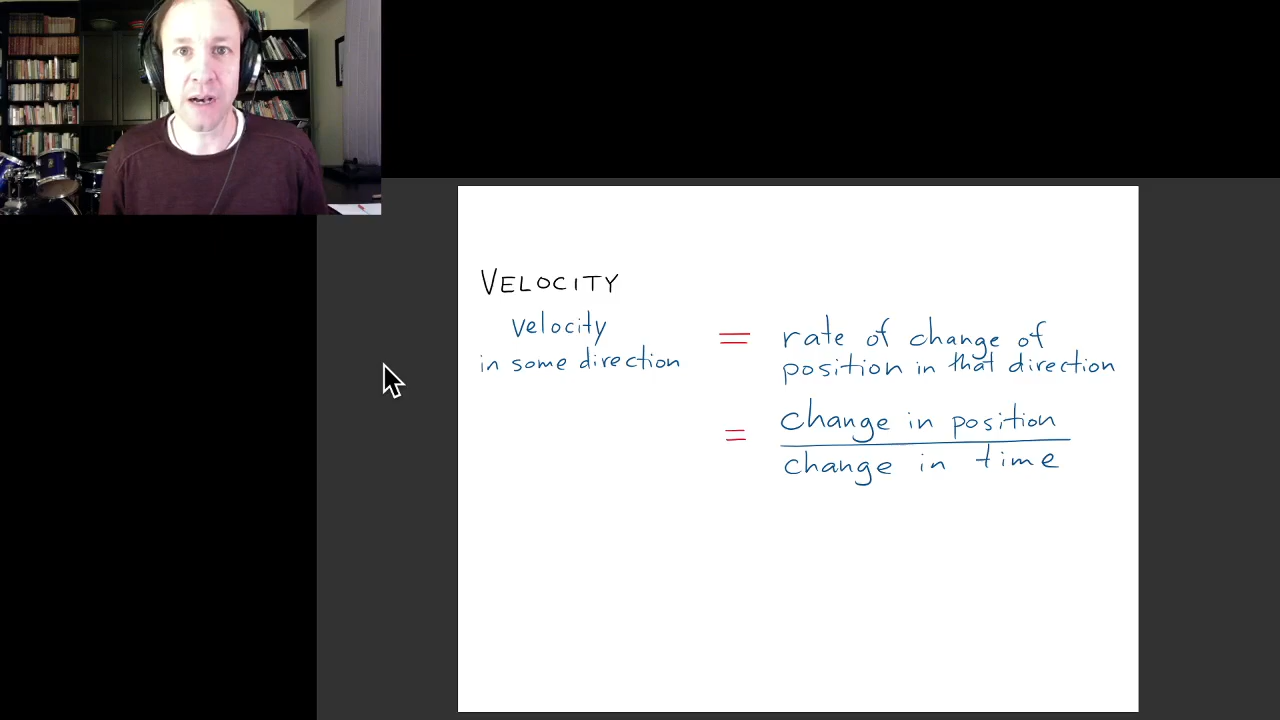 VELOCITY
velocity
in some direction
= rate of change of
position in that direction
= change in position
change in time